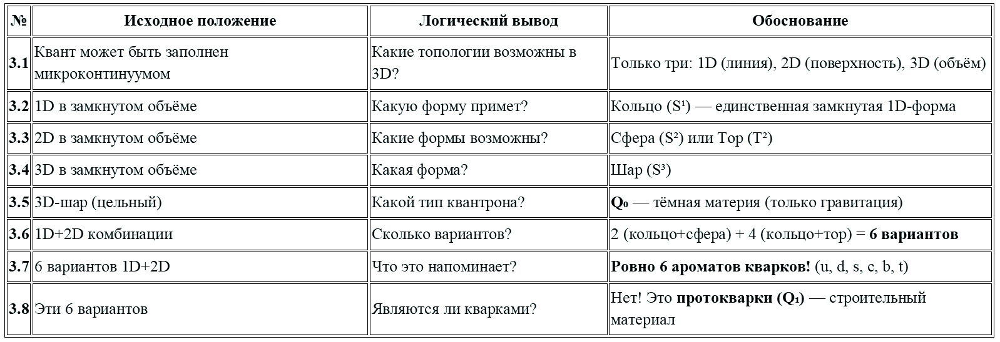 № Исходное положение Логический вывод Обоснование
3.1 Квант может быть заполнен микроконтинуумом Какие топологии возможны в 3D? Только три: 1D (линия), 2D (поверхность), 3D (объём)
3.2 1D в замкнутом объёме Какую форму примет? Кольцо (S¹) — единственная замкнутая 1D-форма
3.3 2D в замкнутом объёме Какие формы возможны? Сфера (S²) или Тор (T²)
3.4 3D в замкнутом объёме Какая форма? Шар (S³)
3.5 3D-шар (цельный) Какой тип квантрона? Q₀ — тёмная материя (только гравитация)
3.6 1D+2D комбинации Сколько вариантов? 2 (кольцо+сфера) + 4 (кольцо+тор) = 6 вариантов
3.7 6 вариантов 1D+2D Что это напоминает? Ровно 6 ароматов кварков! (u, d, s, c, b, t)
3.8 Эти 6 вариантов Являются ли кварками? Нет! Это протокварки (Q₁) — строительный материал